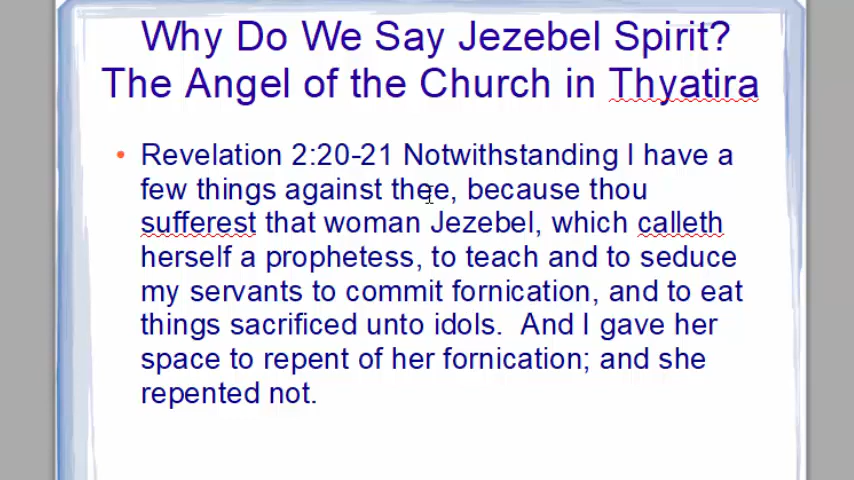 Why Do We Say Jezebel Spirit?
The Angel of the Church in Thyatira
• Revelation 2:20-21 Notwithstanding I have a
few things against thee, because thou
sufferest that woman Jezebel, which calleth
herself a prophetess, to teach and to seduce
my servants to commit fornication, and to eat
things sacrificed unto idols.  And I gave her
space to repent of her fornication; and she
repented not.